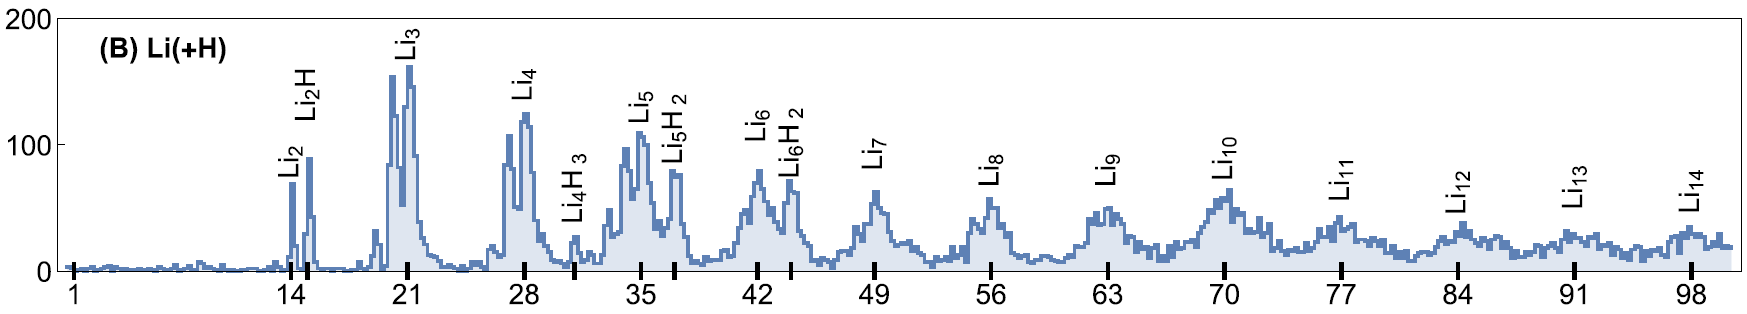 200
(B) Li(+H)
100
0
Li₂
Li₂H
Li₃
Li₄
Li₄H₃
Li₅
Li₅H₂
Li₆
Li₆H₂
Li₇
Li₈
Li₉
Li₁₀
Li₁₁
Li₁₂
Li₁₃
Li₁₄
1 14 21 28 35 42 49 56 63 70 77 84 91 98